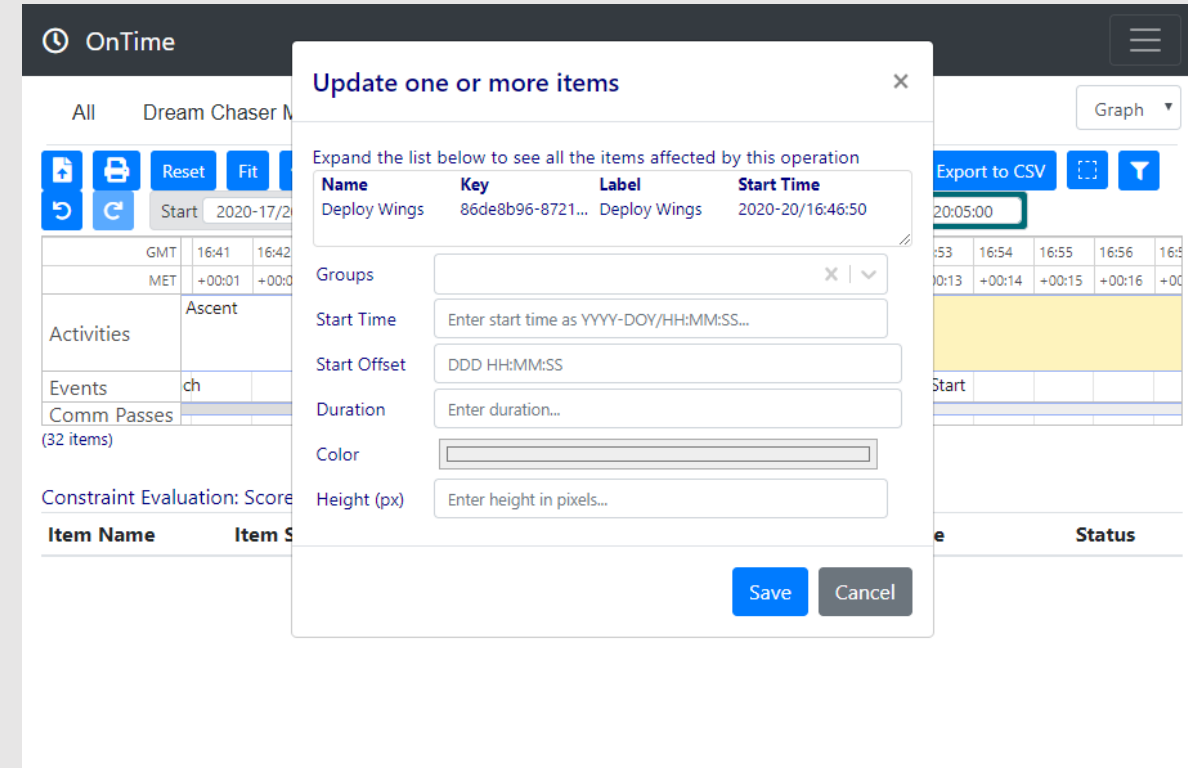 OnTime
Update one or more items ×
All Dream Chaser M Graph
Expand the list below to see all the items affected by this operation
Reset Fit Export to CSV
Name Key Label Start Time
Deploy Wings 86de8b96-8721... Deploy Wings 2020-20/16:46:50
Start 2020-17/20 20:05:00
GMT 16:41 16:42 :53 16:54 16:55 16:56 16:5
Groups
MET +00:01 +00:0 00:13 +00:14 +00:15 +00:16 +00
Ascent
Start Time Enter start time as YYYY-DOY/HH:MM:SS...
Activities
Start Offset DDD HH:MM:SS
Events ch Start
Duration Enter duration...
Comm Passes
(32 items)
Color
Constraint Evaluation: Score
Height (px) Enter height in pixels...
Item Name Item S e Status
Save Cancel